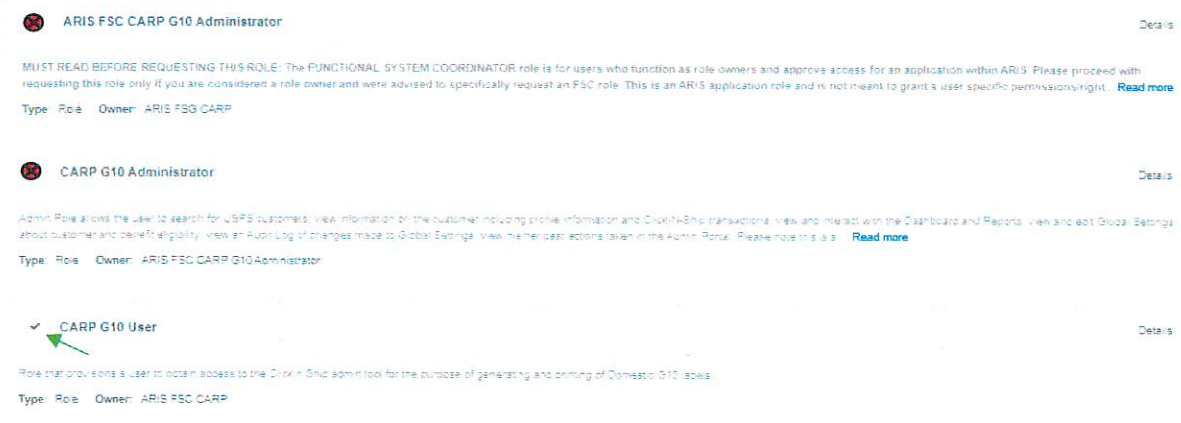 ARIS FSC CARP G10 Administrator
Details
MUST READ BEFORE REQUESTING THIS ROLE: The FUNCTIONAL SYSTEM COORDINATOR role is for users who function as role owners and approve access for an application within ARIS. Please proceed with
requesting this role only if you are considered a role owner and were advised to specifically request an FSC role. This is an ARIS application role and is not meant to grant a user specific permissions/right... Read more
Type: Role Owner: ARIS FSC CARP
CARP G10 Administrator
Details
Admin Role allows the user to search for USPS customers, view information on the customer including profile information and Click-N-Ship transactions, view and interact with the Dashboard and Reports, view and edit Global Settings
about customer and benefit eligibility, view an Audit Log of changes made to Global Settings, view his/her past actions taken in the Admin Portal. Please note this is a... Read more
Type: Role Owner: ARIS FSC CARP G10 Administrator
CARP G10 User
Details
Role that provisions a user to obtain access to the Click n Ship admin tool for the purpose of generating and printing of Domestic G10 labels.
Type: Role Owner: ARIS FSC CARP